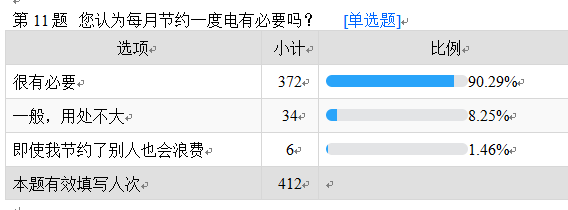 第 11 题 您认为每月节约一度电有必要吗？ [单选题]
选项 小计 比例
很有必要 372 90.29%
一般，用处不大 34 8.25%
即使我节约了别人也会浪费 6 1.46%
本题有效填写人次 412